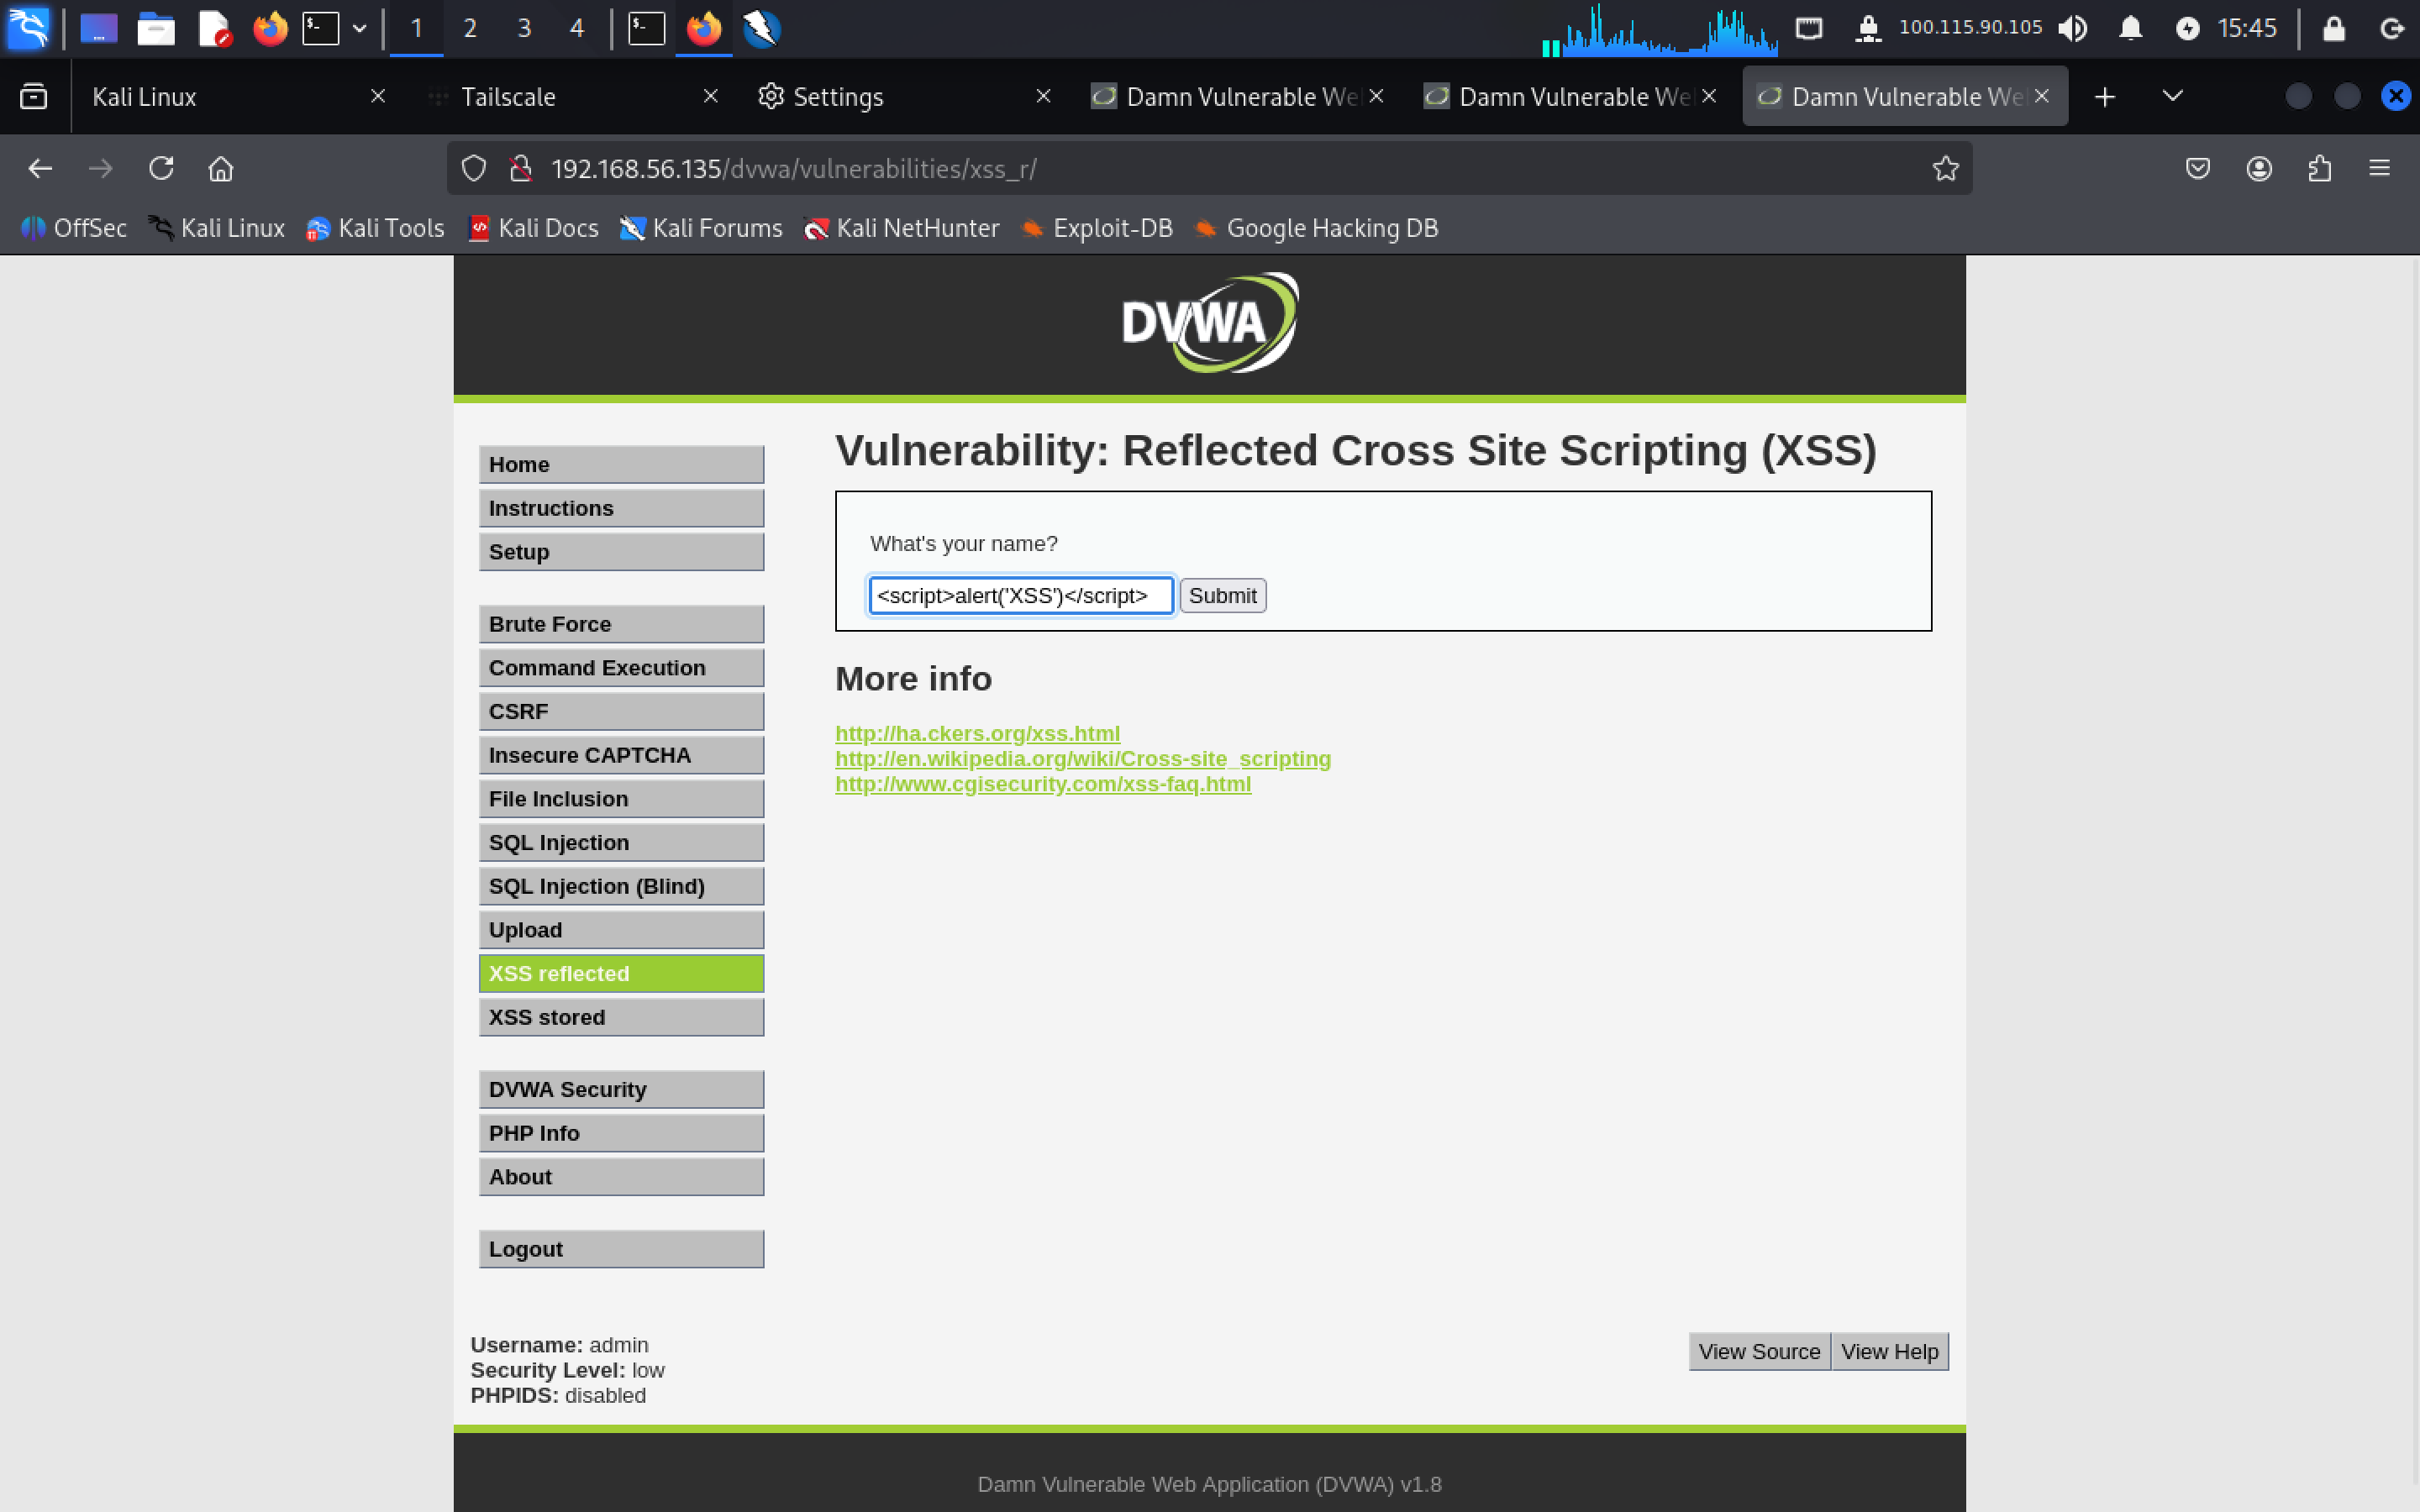 1 2 3 4 100.115.90.105 15:45
Kali Linux Tailscale Settings Damn Vulnerable We Damn Vulnerable We Damn Vulnerable We
192.168.56.135/dvwa/vulnerabilities/xss_r/
OffSec Kali Linux Kali Tools Kali Docs Kali Forums Kali NetHunter Exploit-DB Google Hacking DB
DVWA
Home
Instructions
Setup
Brute Force
Command Execution
CSRF
Insecure CAPTCHA
File Inclusion
SQL Injection
SQL Injection (Blind)
Upload
XSS reflected
XSS stored
DVWA Security
PHP Info
About
Logout
Vulnerability: Reflected Cross Site Scripting (XSS)
What's your name?
<script>alert('XSS')</script> Submit
More info
http://ha.ckers.org/xss.html
http://en.wikipedia.org/wiki/Cross-site_scripting
http://www.cgisecurity.com/xss-faq.html
Username: admin
Security Level: low
PHPIDS: disabled
View Source View Help
Damn Vulnerable Web Application (DVWA) v1.8